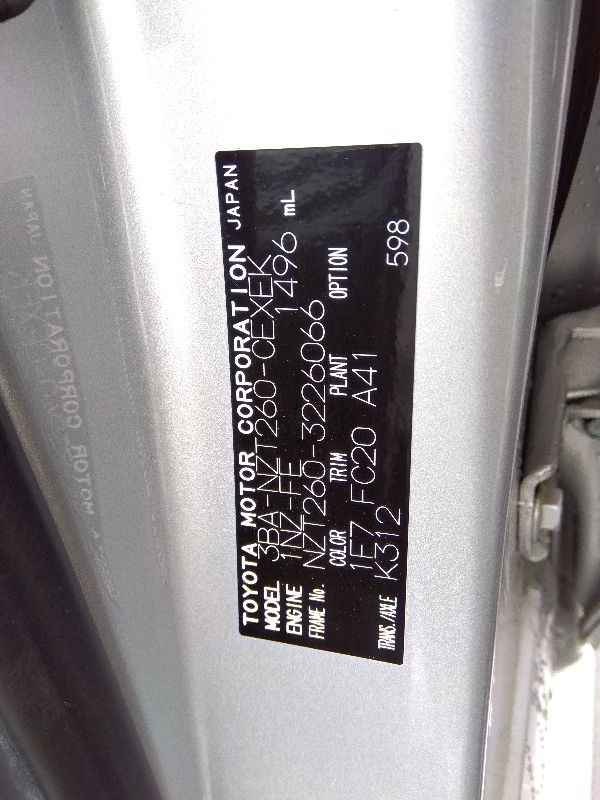 TOYOTA MOTOR CORPORATION JAPAN
MODEL 3BA-NZT260-CEXEK
ENGINE 1NZ-FE 1496 mL
FRAME No. NZT260-3226066
COLOR TRIM PLANT OPTION
1F7 FC20 A41
TRANS./AXLE K312 598